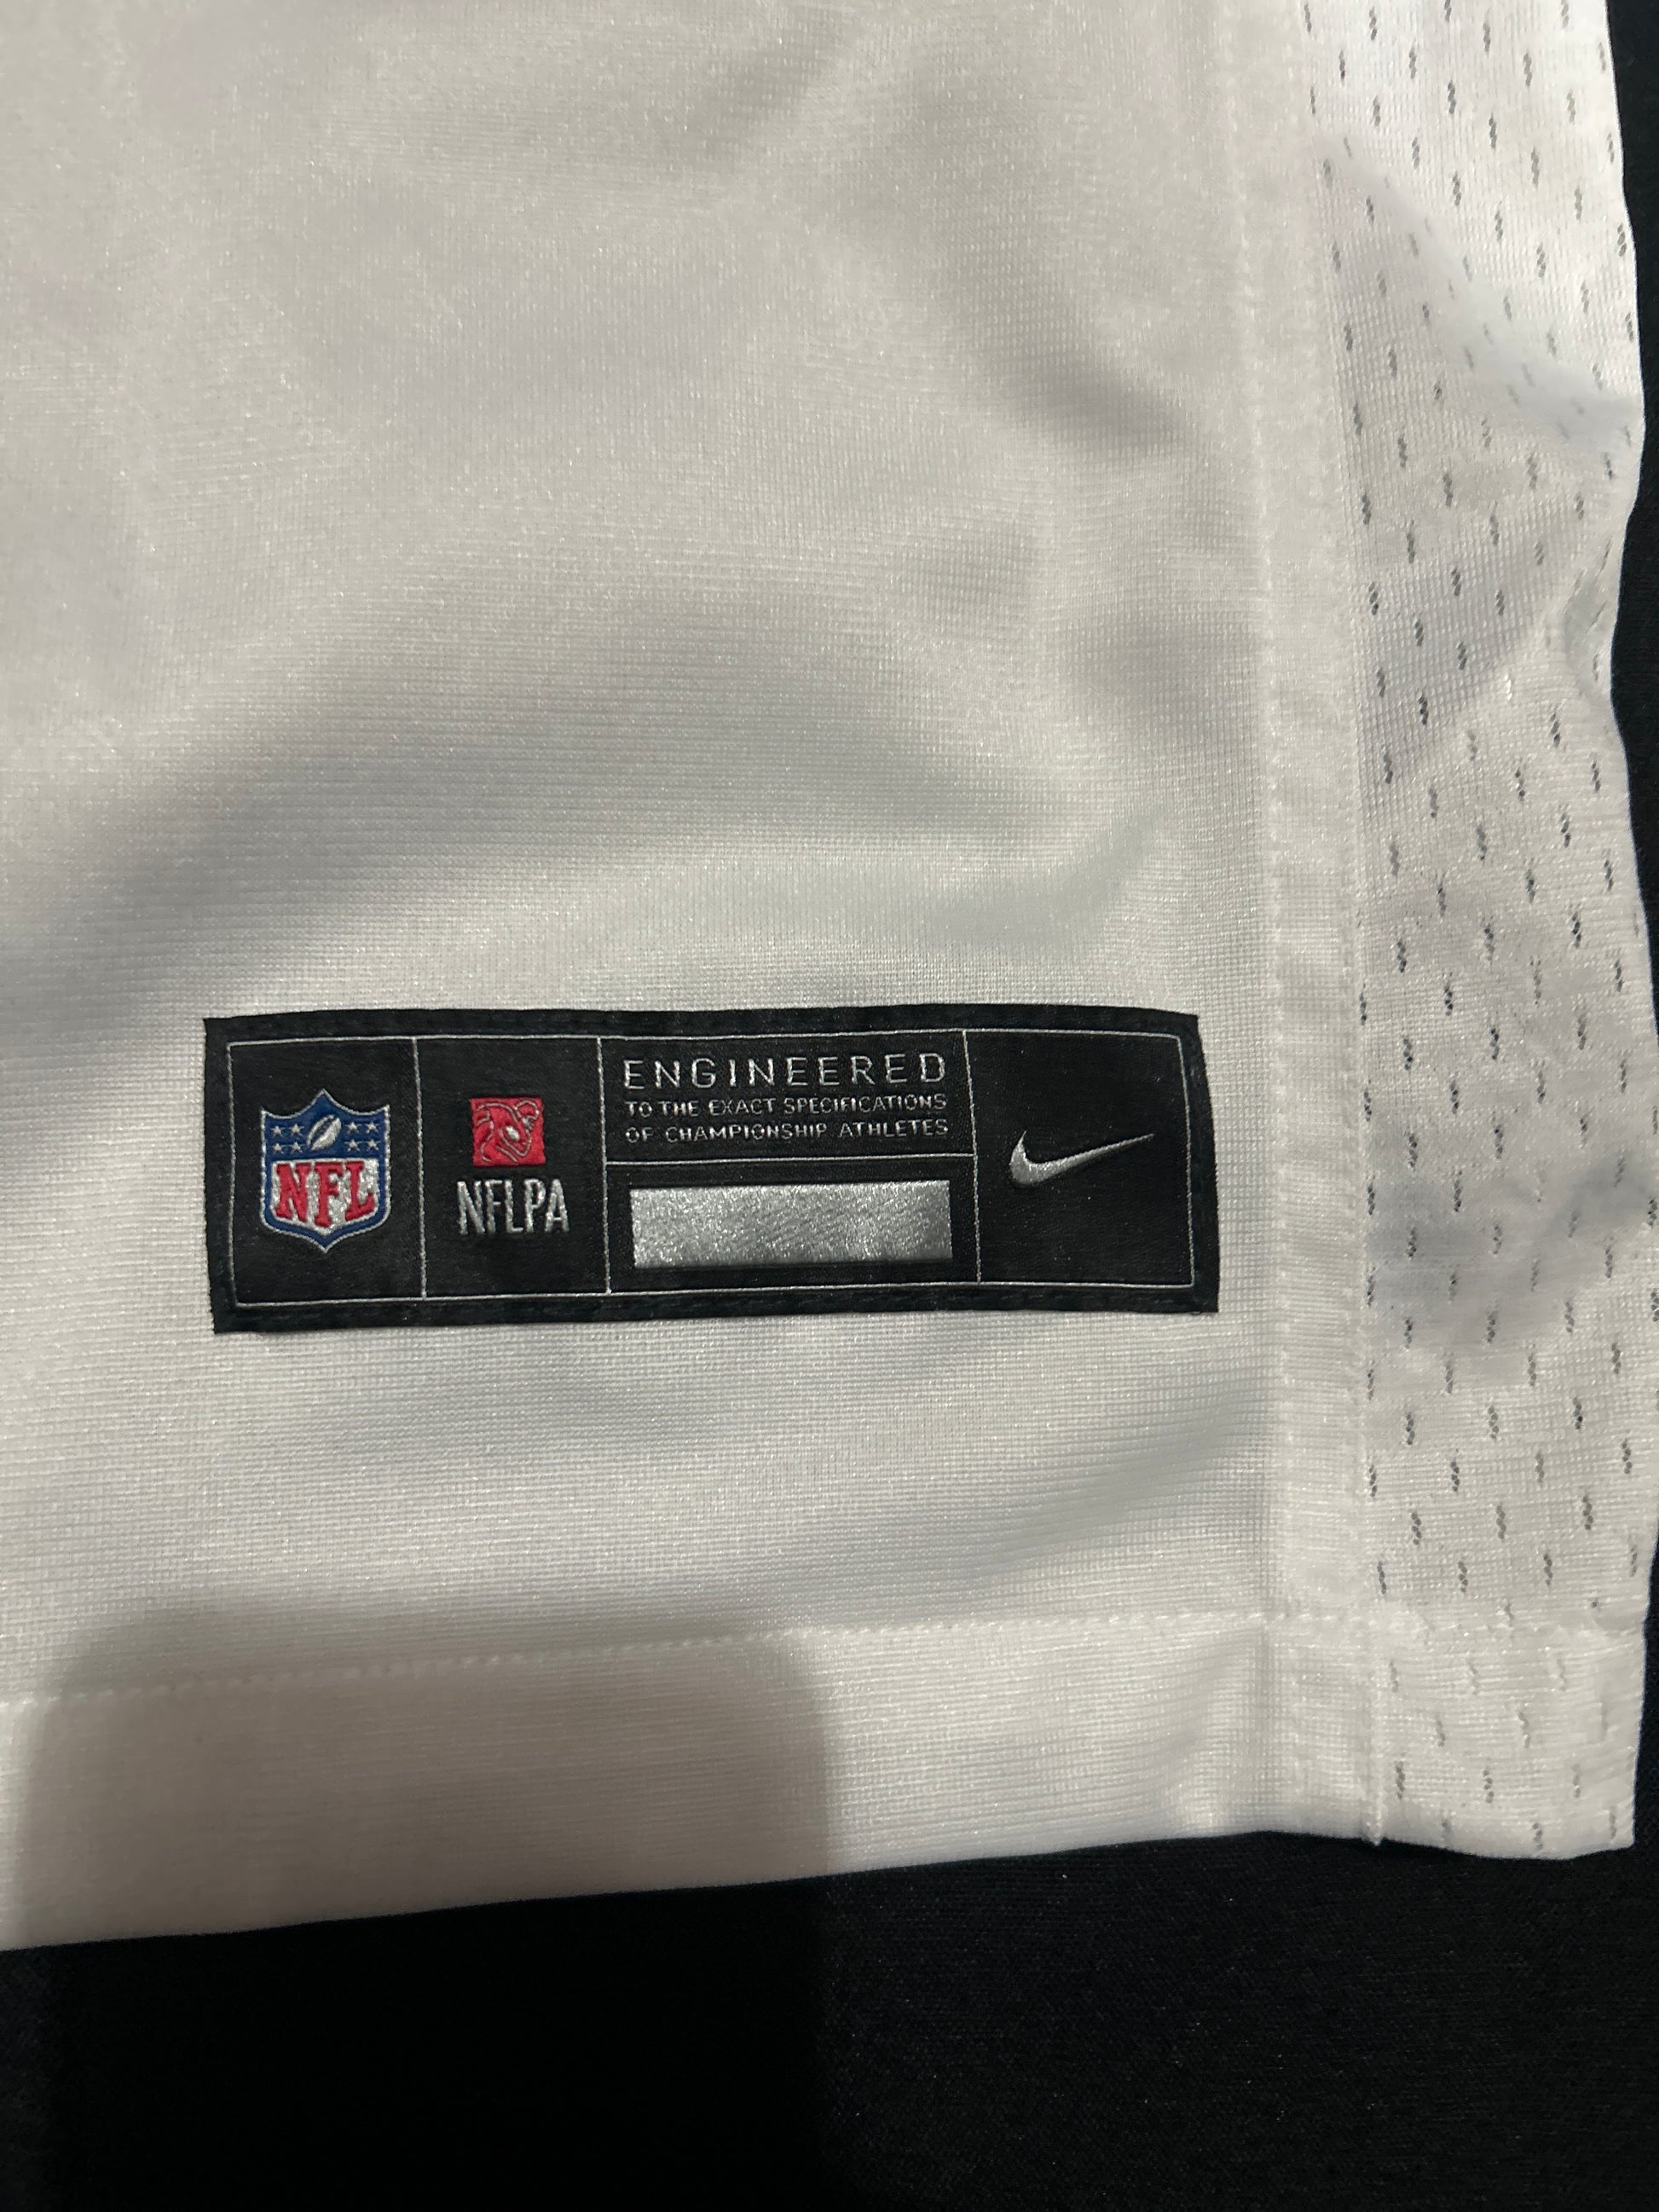 NFL
NFLPA
ENGINEERED
TO THE EXACT SPECIFICATIONS
OF CHAMPIONSHIP ATHLETES